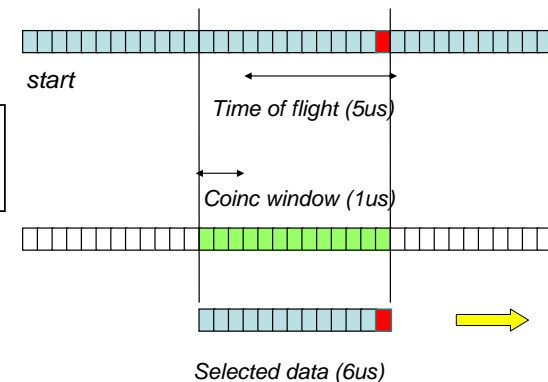 start
Time of flight (5us)
Coinc window (1us)
Selected data (6us)